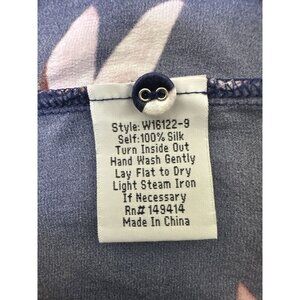 Style: W16122-9
Self: 100% Silk
Turn Inside Out
Hand Wash Gently
Lay Flat to Dry
Light Steam Iron
If Necessary
Rn# 149414
Made In China